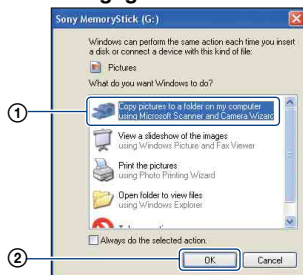 Sony MemoryStick (G:)
Windows can perform the same action each time you insert
a disk or connect a device with this kind of file:
Pictures
What do you want Windows to do?
① Copy pictures to a folder on my computer
using Microsoft Scanner and Camera Wizard
View a slideshow of the images
using Windows Picture and Fax Viewer
Print the pictures
using Photo Printing Wizard
Open folder to view files
using Windows Explorer
Always do the selected action.
② OK Cancel